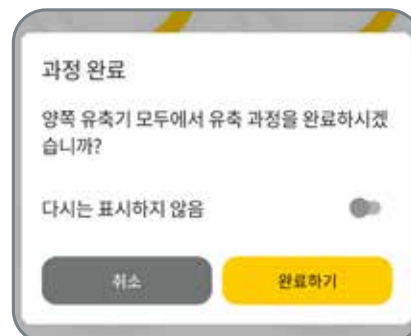 과정 완료
양쪽 유축기 모두에서 유축 과정을 완료하시겠
습니까?
다시는 표시하지 않음
취소
완료하기